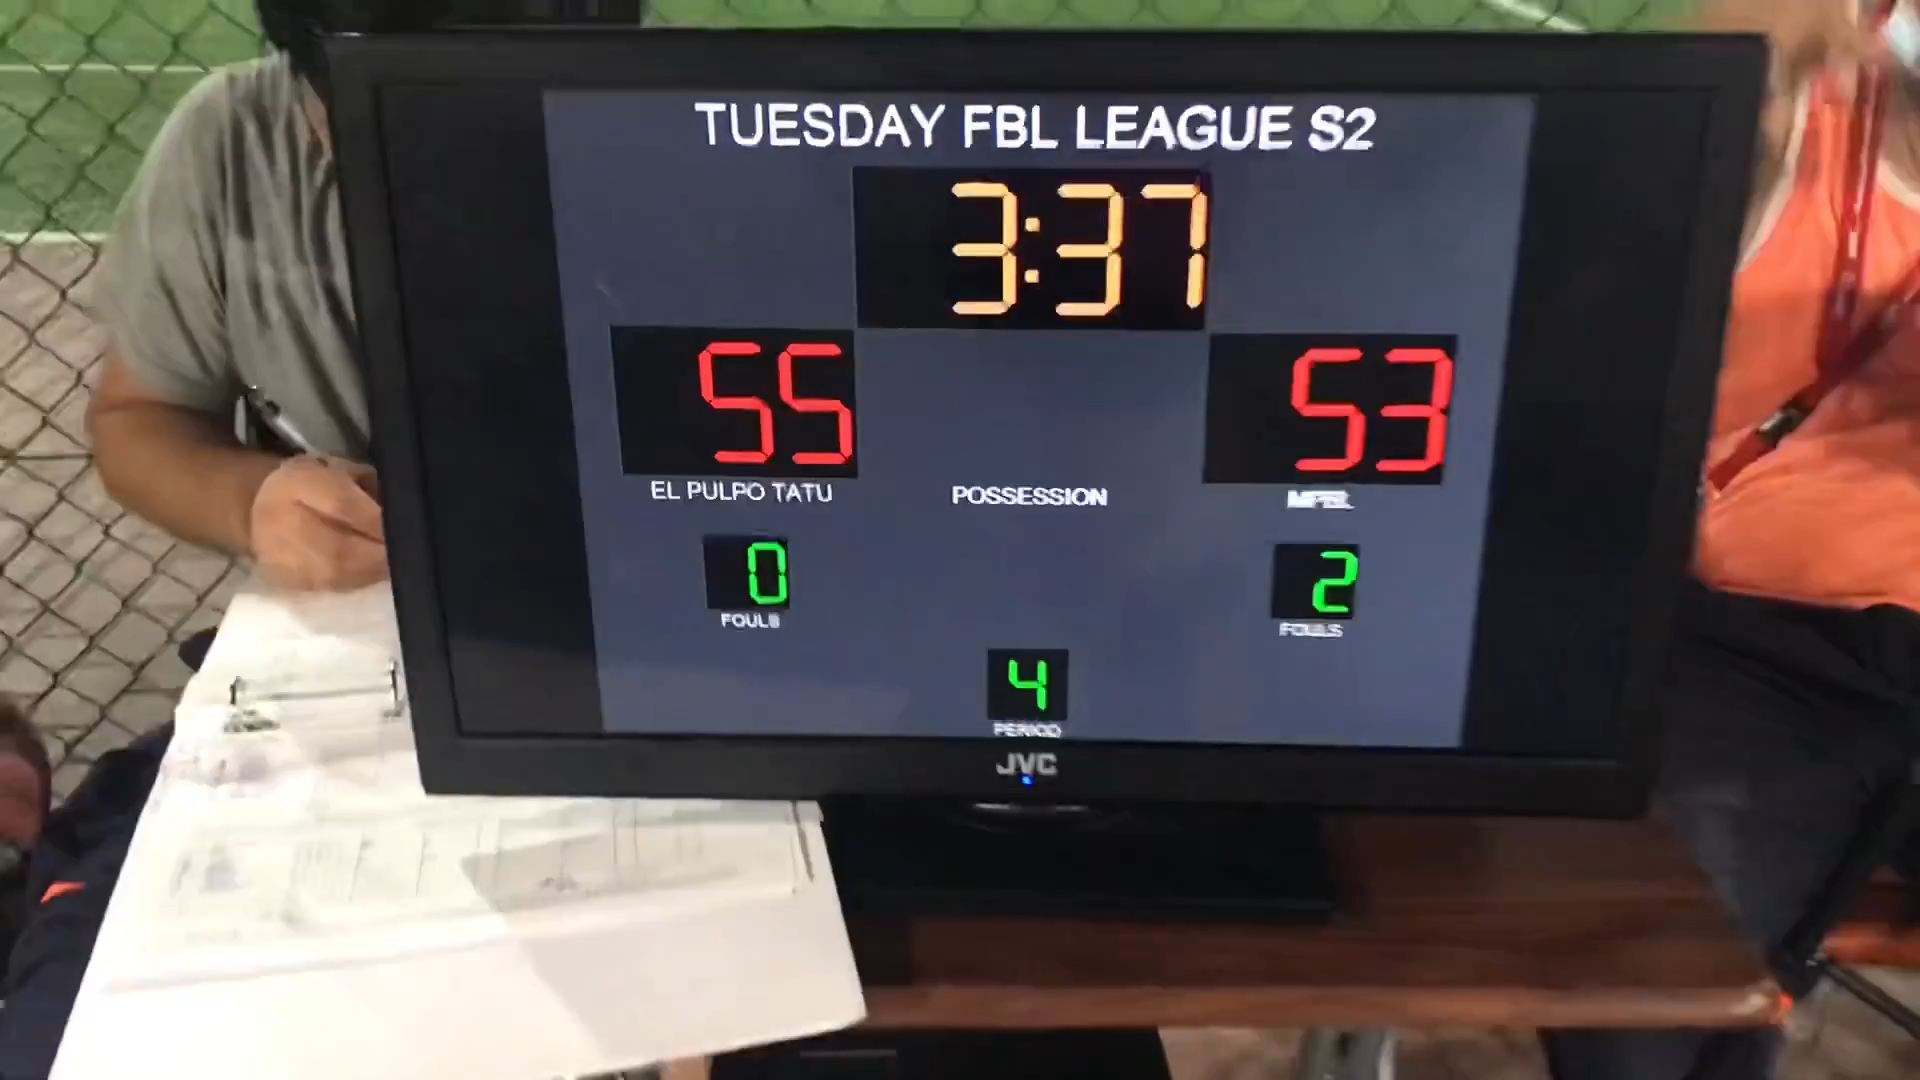 TUESDAY FBL LEAGUE S2
3:37
55
53
EL PULPO TATU
POSSESSION
0
2
FOULS
FOULS
4
PERIOD
JVC